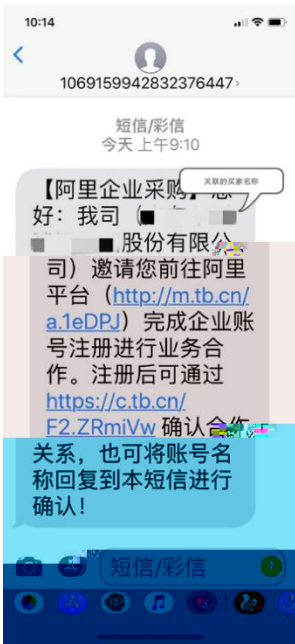 10:14
1069159942832376447
短信/彩信
今天 上午9:10
关联的买家名称
【阿里企业采购】您
好：我司（
股份有限公
司）邀请您前往阿里
平台（http://m.tb.cn/
a.1eDPJ）完成企业账
号注册进行业务合
作。注册后可通过
https://c.tb.cn/
F2.ZRmiVw 确认合作
关系，也可将账号名
称回复到本短信进行
确认！
短信/彩信